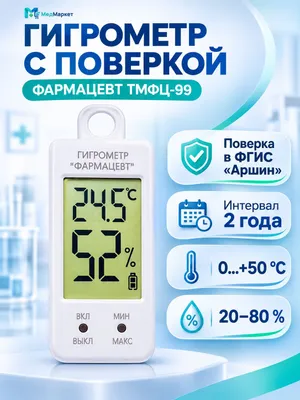 МедМаркет
ГИГРОМЕТР
С ПОВЕРКОЙ
ФАРМАЦЕВТ ТМФЦ-99
ГИГРОМЕТР
"ФАРМАЦЕВТ"
24.5°C
52%
ВКЛ
МИН
ВЫКЛ
МАКС
Поверка
в ФГИС
«Аршин»
Интервал
2 года
0...+50 °C
%
20–80 %